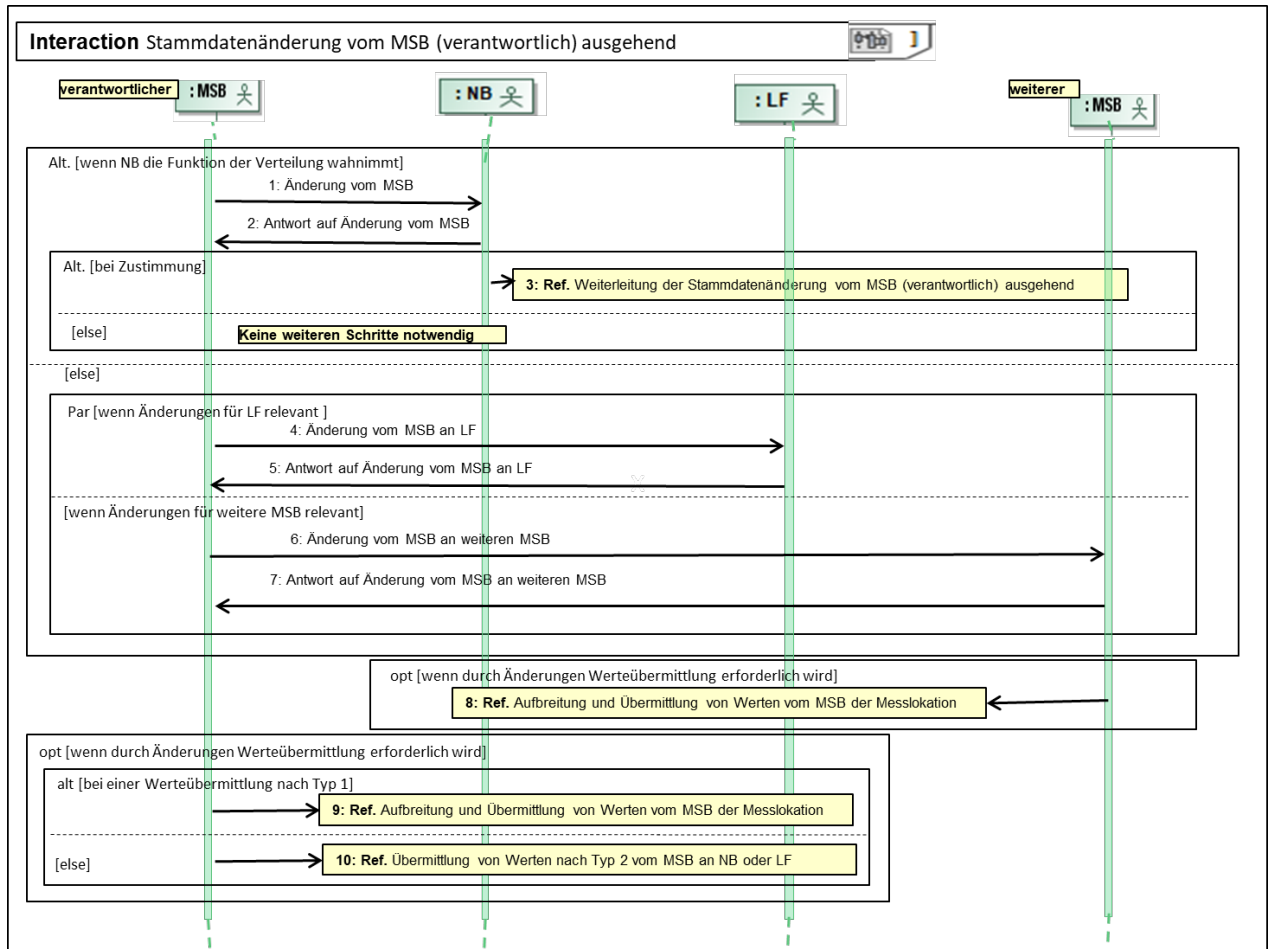 Interaction Stammdatenänderung vom MSB (verantwortlich) ausgehend
verantwortlicher
: MSB
: NB
: LF
weiterer
: MSB
Alt. [wenn NB die Funktion der Verteilung wahnimmt]
1: Änderung vom MSB
2: Antwort auf Änderung vom MSB
Alt. [bei Zustimmung]
3: Ref. Weiterleitung der Stammdatenänderung vom MSB (verantwortlich) ausgehend
[else]
Keine weiteren Schritte notwendig
[else]
Par [wenn Änderungen für LF relevant ]
4: Änderung vom MSB an LF
5: Antwort auf Änderung vom MSB an LF
[wenn Änderungen für weitere MSB relevant]
6: Änderung vom MSB an weiteren MSB
7: Antwort auf Änderung vom MSB an weiteren MSB
opt [wenn durch Änderungen Werteübermittlung erforderlich wird]
8: Ref. Aufbreitung und Übermittlung von Werten vom MSB der Messlokation
opt [wenn durch Änderungen Werteübermittlung erforderlich wird]
alt [bei einer Werteübermittlung nach Typ 1]
9: Ref. Aufbreitung und Übermittlung von Werten vom MSB der Messlokation
[else]
10: Ref. Übermittlung von Werten nach Typ 2 vom MSB an NB oder LF